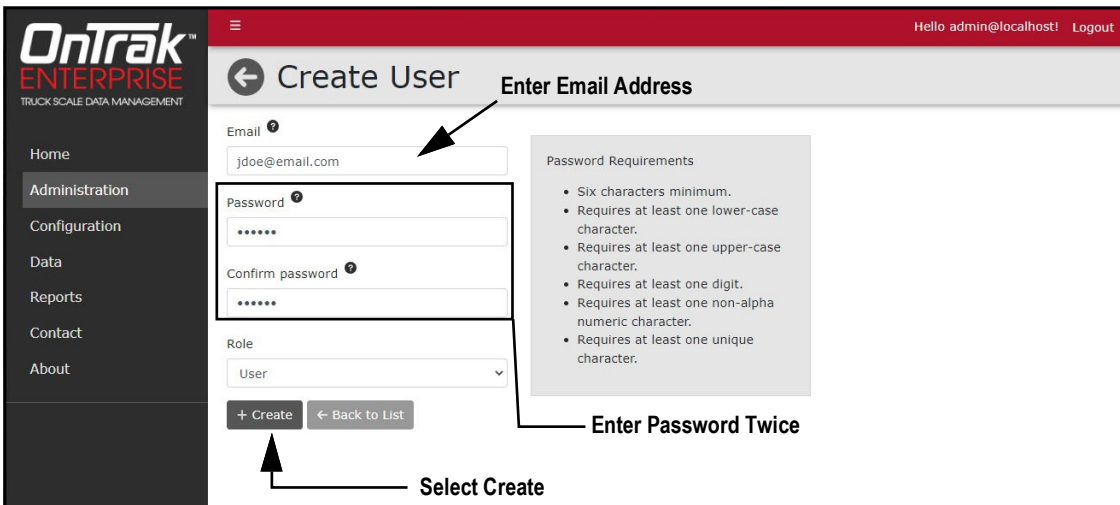 OnTrak™
ENTERPRISE
TRUCK SCALE DATA MANAGEMENT
Home
Administration
Configuration
Data
Reports
Contact
About
☰
Hello admin@localhost! Logout
Create User
Enter Email Address
Email ?
jdoe@email.com
Password ?
••••••
Confirm password ?
••••••
Role
User
+ Create
← Back to List
Password Requirements
• Six characters minimum.
• Requires at least one lower-case
character.
• Requires at least one upper-case
character.
• Requires at least one digit.
• Requires at least one non-alpha
numeric character.
• Requires at least one unique
character.
Enter Password Twice
Select Create